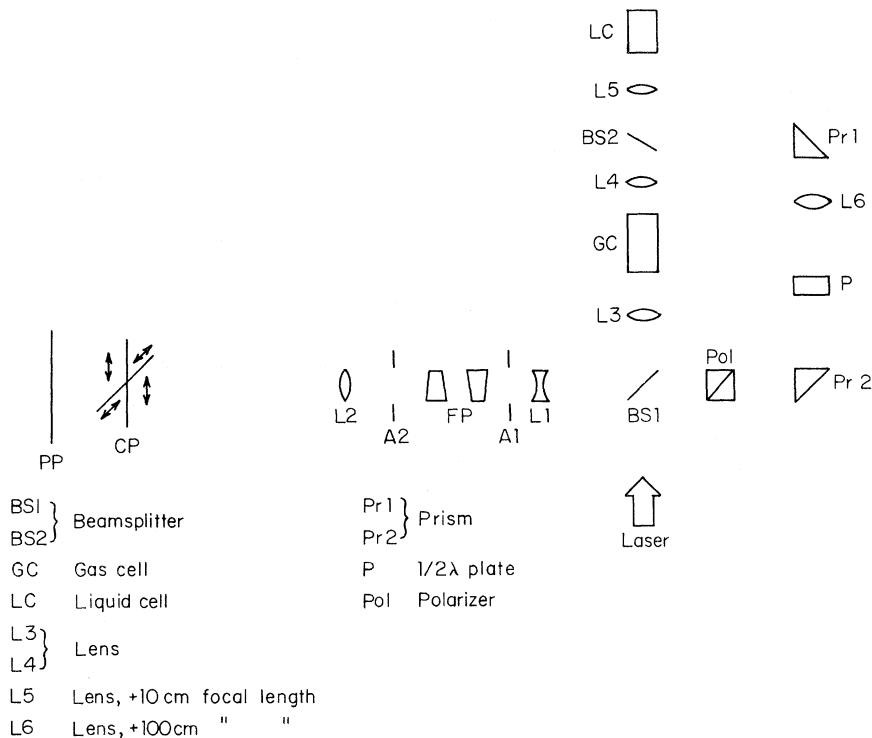 LC
L5
BS2
Pr1
L4
L6
GC
P
L3
Pol
Pr 2
L2
FP
L1
BS1
A2
A1
CP
PP
Laser
BS1
BS2
} Beamsplitter
GC Gas cell
LC Liquid cell
L3
L4
} Lens
L5 Lens, +10 cm focal length
L6 Lens, +100cm " "
Pr1
Pr2
} Prism
P 1/2λ plate
Pol Polarizer